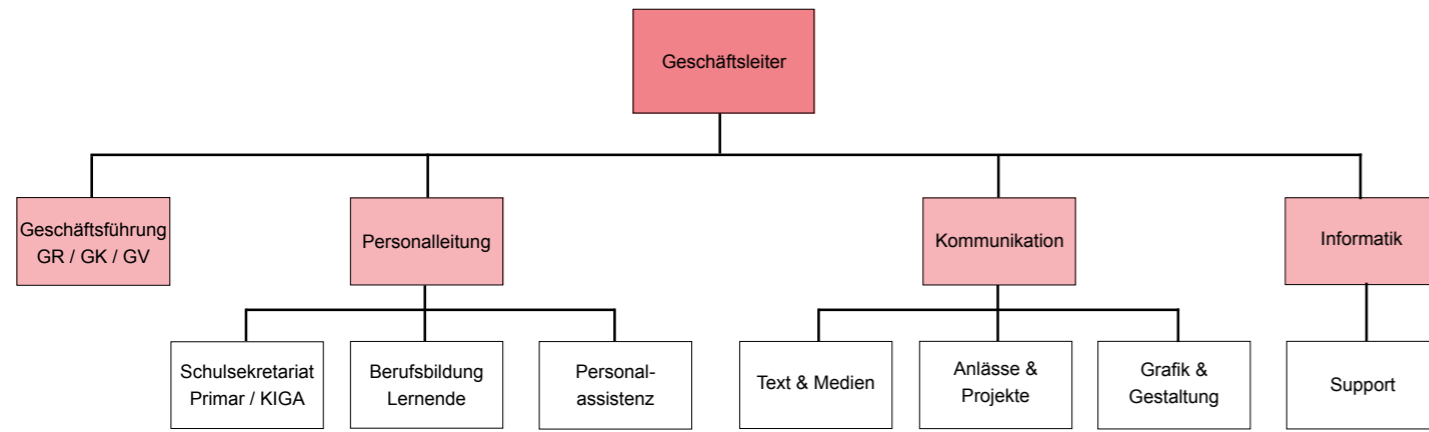 Geschäftsleiter
Geschäftsführung
GR / GK / GV
Personalleitung
Kommunikation
Informatik
Schulsekretariat
Primar / KIGA
Berufsbildung
Lernende
Personal-
assistenz
Text & Medien
Anlässe &
Projekte
Grafik &
Gestaltung
Support